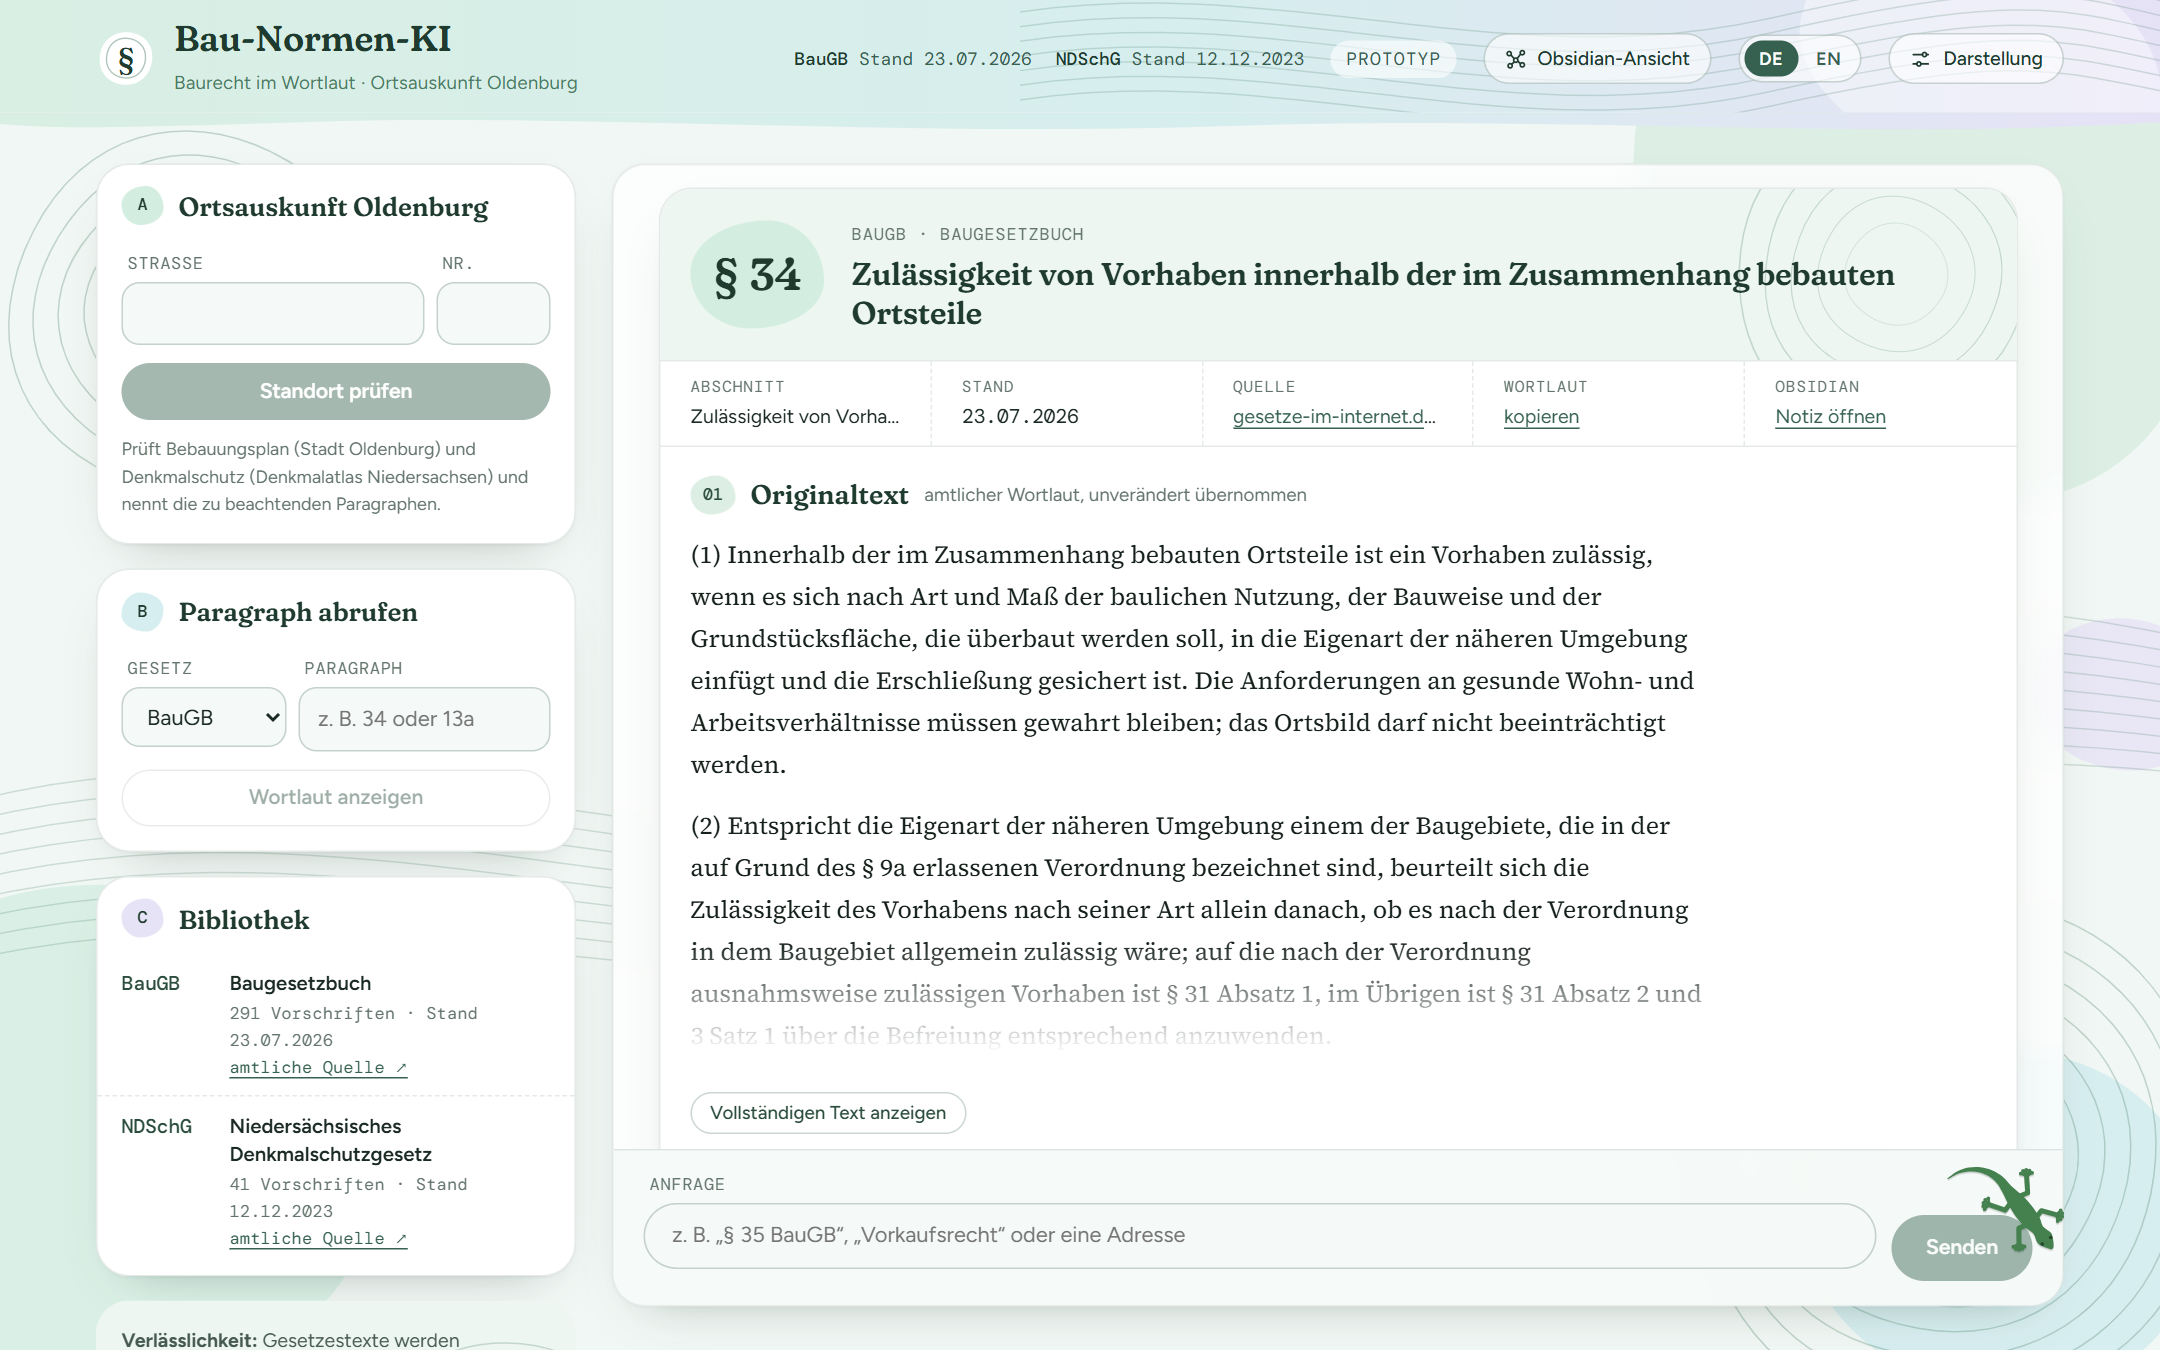 §
Bau-Normen-KI
Baurecht im Wortlaut · Ortsauskunft Oldenburg
BauGB Stand 23.07.2026 NDSchG Stand 12.12.2023
PROTOTYP
Obsidian-Ansicht
DE EN
Darstellung
A Ortsauskunft Oldenburg
STRASSE NR.
Standort prüfen
Prüft Bebauungsplan (Stadt Oldenburg) und
Denkmalschutz (Denkmalatlas Niedersachsen) und
nennt die zu beachtenden Paragraphen.
B Paragraph abrufen
GESETZ PARAGRAPH
BauGB z. B. 34 oder 13a
Wortlaut anzeigen
C Bibliothek
BauGB Baugesetzbuch
291 Vorschriften · Stand
23.07.2026
amtliche Quelle ↗
NDSchG Niedersächsisches
Denkmalschutzgesetz
41 Vorschriften · Stand
12.12.2023
amtliche Quelle ↗
Verlässlichkeit: Gesetzestexte werden
§ 34
BAUGB · BAUGESETZBUCH
Zulässigkeit von Vorhaben innerhalb der im Zusammenhang bebauten
Ortsteile
ABSCHNITT STAND QUELLE WORTLAUT OBSIDIAN
Zulässigkeit von Vorha… 23.07.2026 gesetze-im-internet.d… kopieren Notiz öffnen
01 Originaltext amtlicher Wortlaut, unverändert übernommen
(1) Innerhalb der im Zusammenhang bebauten Ortsteile ist ein Vorhaben zulässig,
wenn es sich nach Art und Maß der baulichen Nutzung, der Bauweise und der
Grundstücksfläche, die überbaut werden soll, in die Eigenart der näheren Umgebung
einfügt und die Erschließung gesichert ist. Die Anforderungen an gesunde Wohn- und
Arbeitsverhältnisse müssen gewahrt bleiben; das Ortsbild darf nicht beeinträchtigt
werden.
(2) Entspricht die Eigenart der näheren Umgebung einem der Baugebiete, die in der
auf Grund des § 9a erlassenen Verordnung bezeichnet sind, beurteilt sich die
Zulässigkeit des Vorhabens nach seiner Art allein danach, ob es nach der Verordnung
in dem Baugebiet allgemein zulässig wäre; auf die nach der Verordnung
ausnahmsweise zulässigen Vorhaben ist § 31 Absatz 1, im Übrigen ist § 31 Absatz 2 und
3 Satz 1 über die Befreiung entsprechend anzuwenden.
Vollständigen Text anzeigen
ANFRAGE
z. B. „§ 35 BauGB“, „Vorkaufsrecht“ oder eine Adresse
Senden